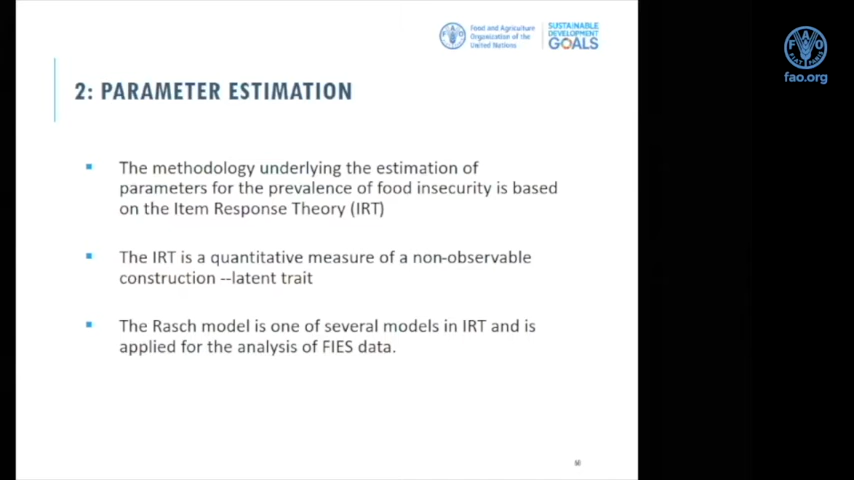 Food and Agriculture
Organization of the
United Nations
SUSTAINABLE
DEVELOPMENT
GOALS
FAO
FIAT PANIS
fao.org
2: PARAMETER ESTIMATION
The methodology underlying the estimation of
parameters for the prevalence of food insecurity is based
on the Item Response Theory (IRT)
The IRT is a quantitative measure of a non-observable
construction --latent trait
The Rasch model is one of several models in IRT and is
applied for the analysis of FIES data.